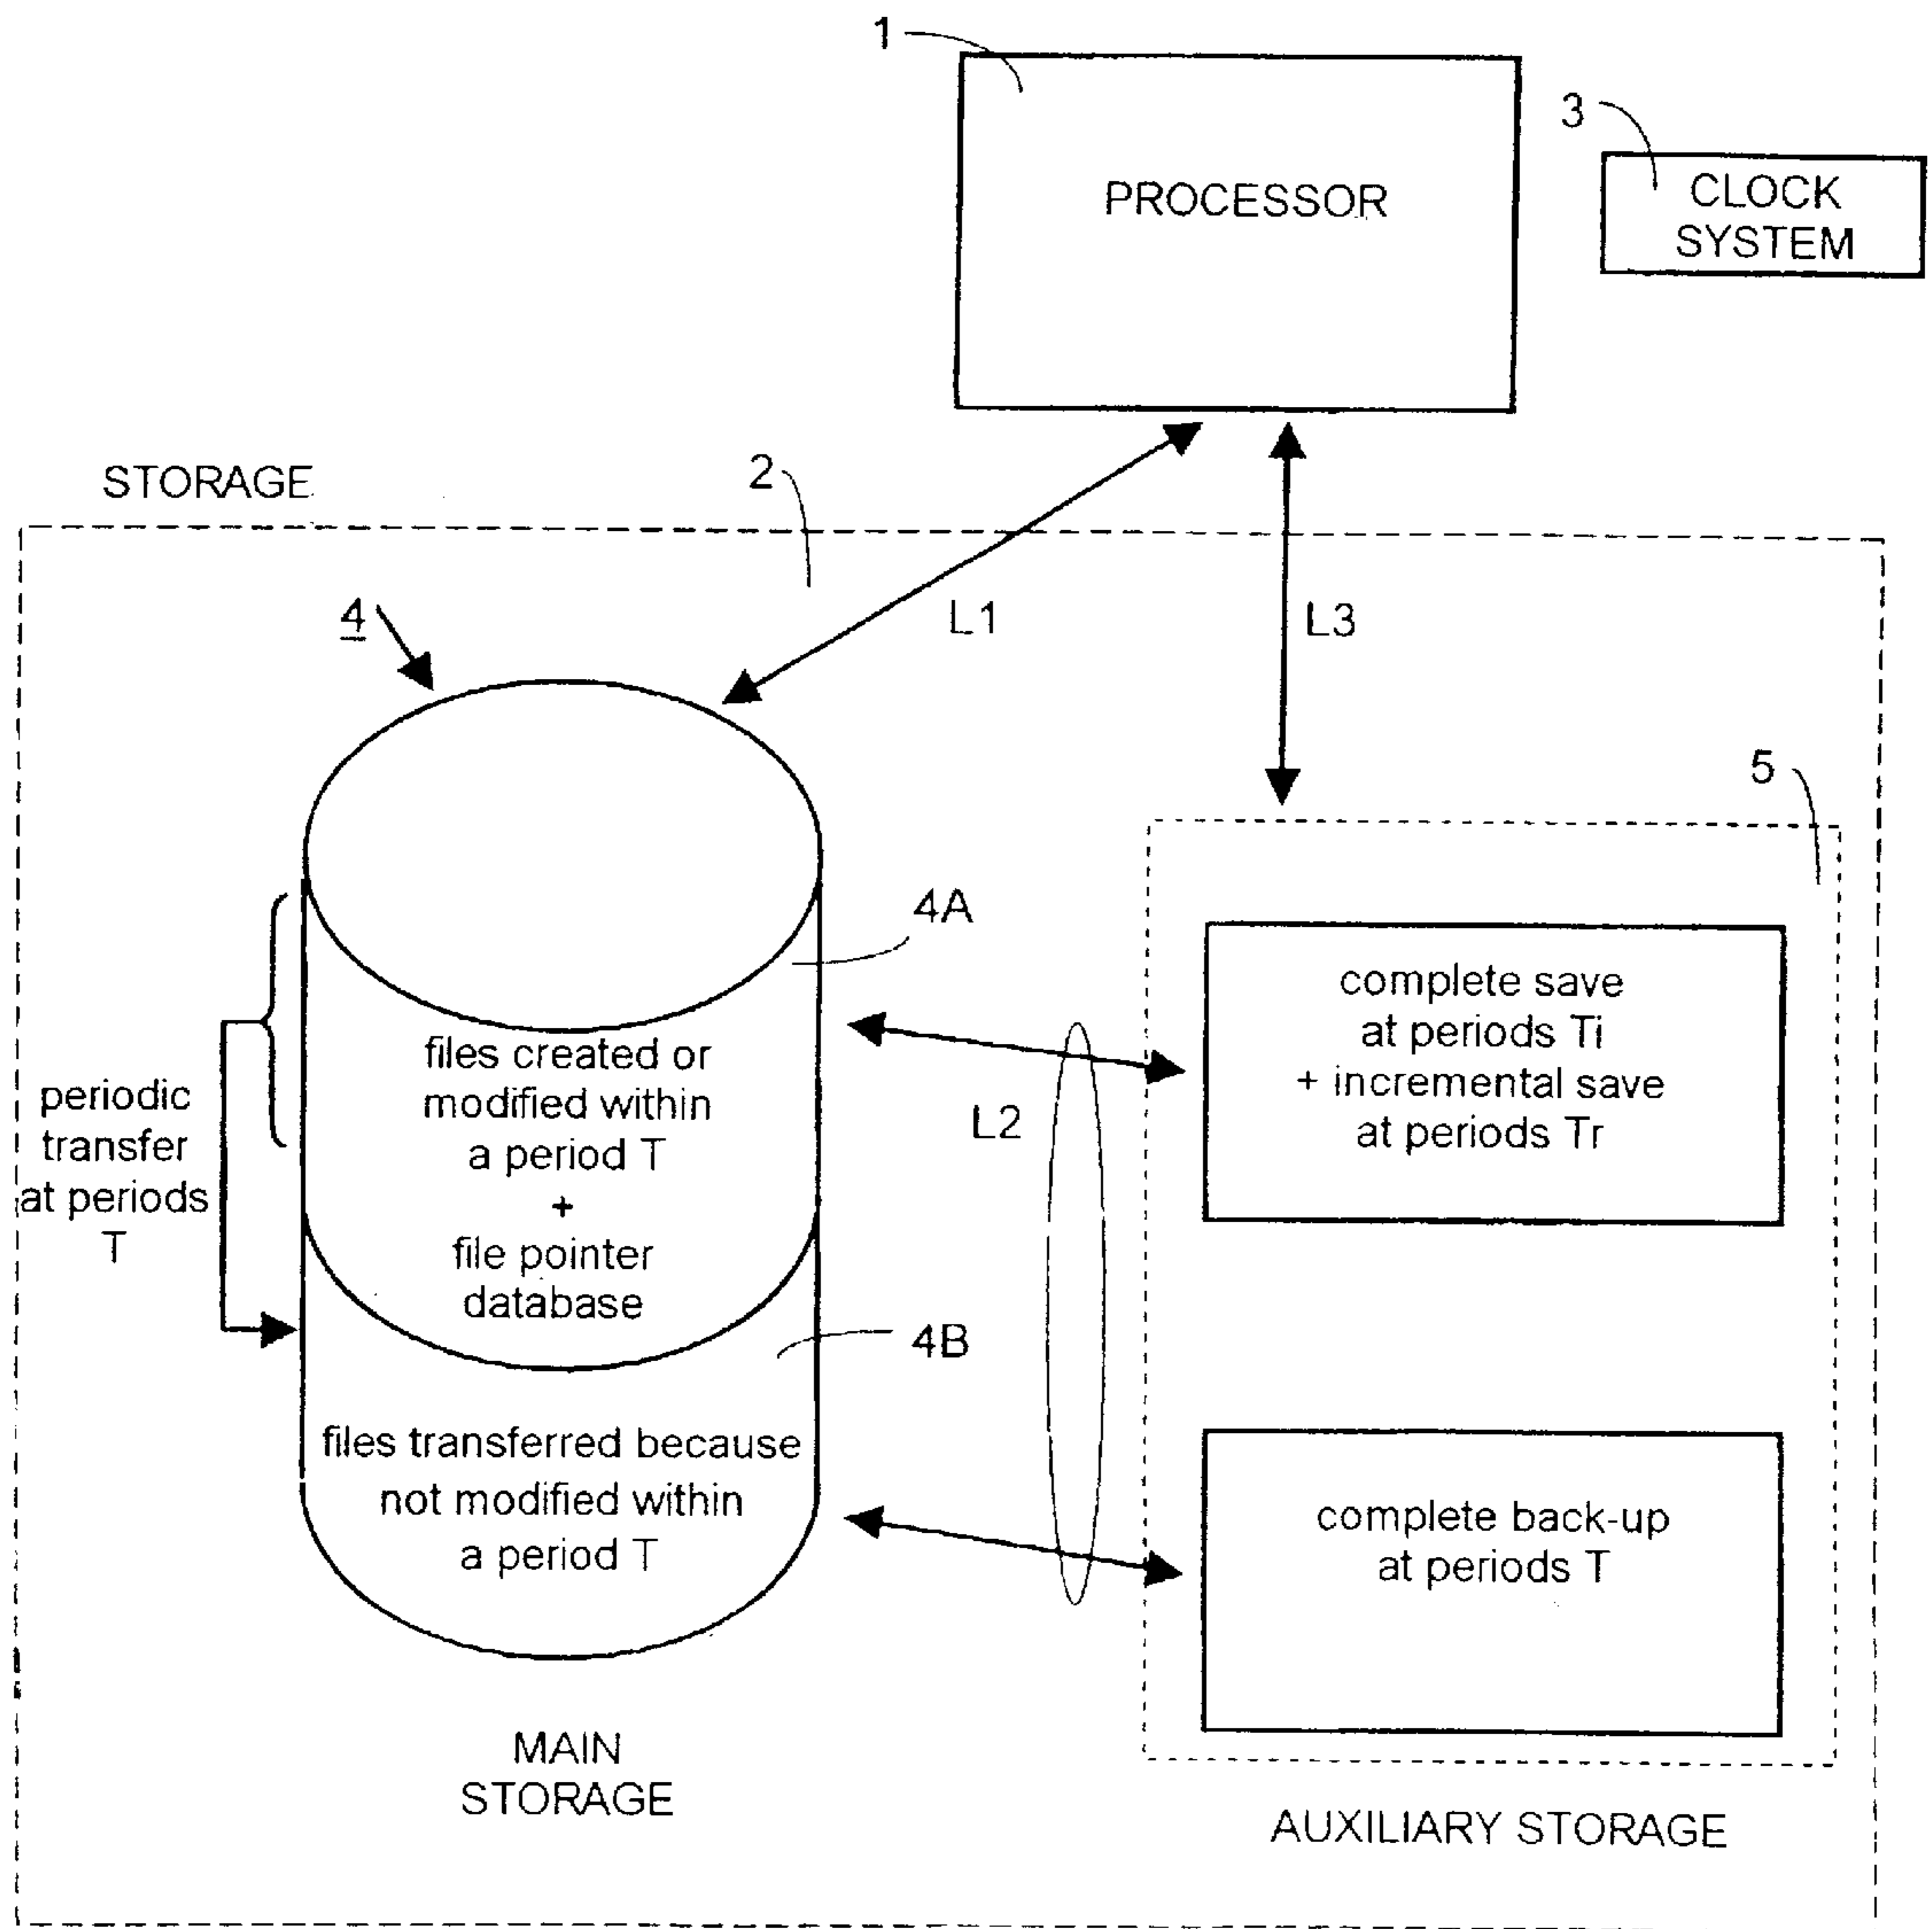 1
PROCESSOR
3
CLOCK
SYSTEM
STORAGE
2
4
L1
L3
5
4A
files created or
modified within
a period T
+
file pointer
database
periodic
transfer
at periods
T
L2
complete save
at periods Ti
+ incremental save
at periods Tr
4B
files transferred because
not modified within
a period T
complete back-up
at periods T
MAIN
STORAGE
AUXILIARY STORAGE